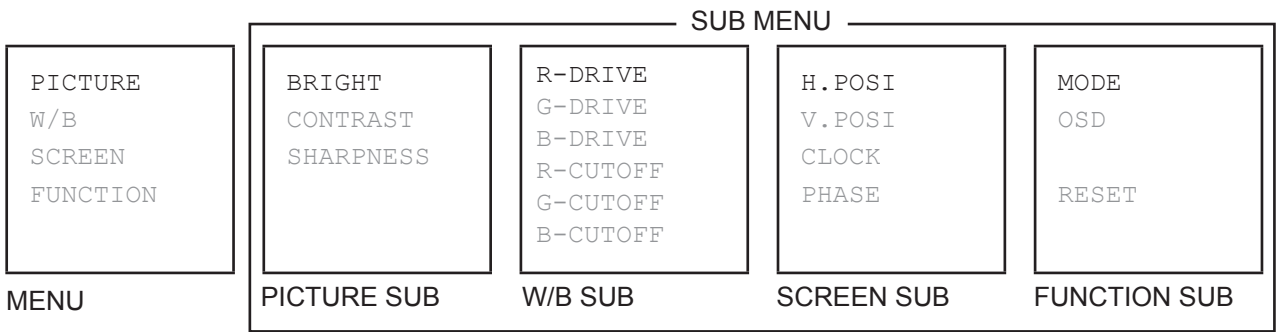 SUB MENU
PICTURE
W/B
SCREEN
FUNCTION
MENU
BRIGHT
CONTRAST
SHARPNESS
PICTURE SUB
R-DRIVE
G-DRIVE
B-DRIVE
R-CUTOFF
G-CUTOFF
B-CUTOFF
W/B SUB
H.POSI
V.POSI
CLOCK
PHASE
SCREEN SUB
MODE
OSD
RESET
FUNCTION SUB